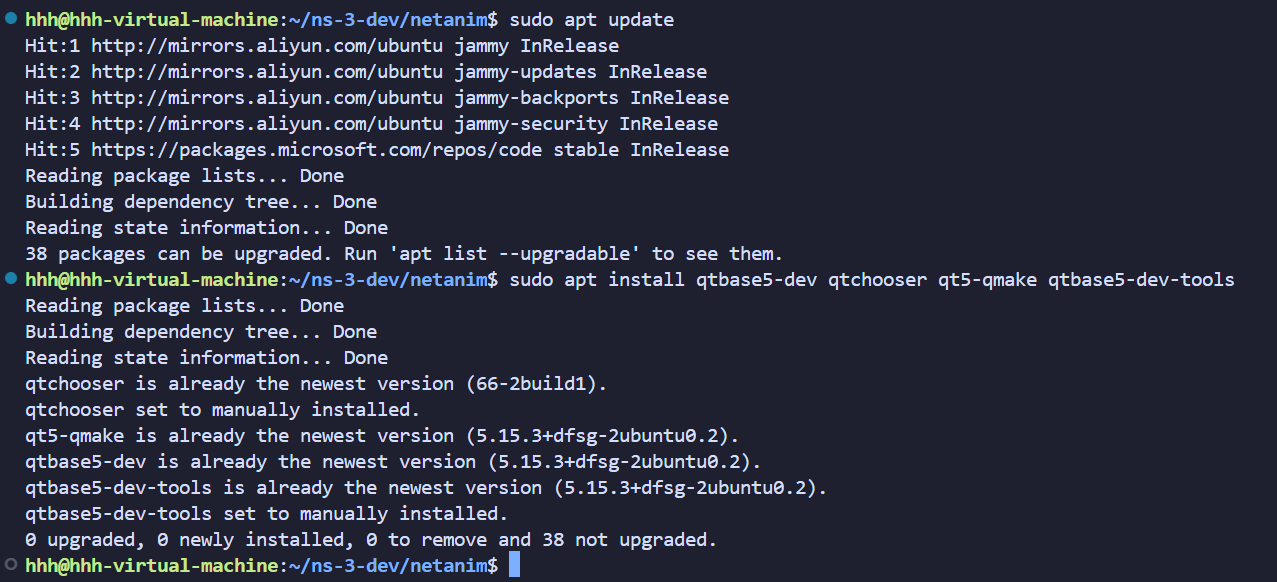 hhh@hhh-virtual-machine:~/ns-3-dev/netanim$ sudo apt update
Hit:1 http://mirrors.aliyun.com/ubuntu jammy InRelease
Hit:2 http://mirrors.aliyun.com/ubuntu jammy-updates InRelease
Hit:3 http://mirrors.aliyun.com/ubuntu jammy-backports InRelease
Hit:4 http://mirrors.aliyun.com/ubuntu jammy-security InRelease
Hit:5 https://packages.microsoft.com/repos/code stable InRelease
Reading package lists... Done
Building dependency tree... Done
Reading state information... Done
38 packages can be upgraded. Run 'apt list --upgradable' to see them.
hhh@hhh-virtual-machine:~/ns-3-dev/netanim$ sudo apt install qtbase5-dev qtchooser qt5-qmake qtbase5-dev-tools
Reading package lists... Done
Building dependency tree... Done
Reading state information... Done
qtchooser is already the newest version (66-2build1).
qtchooser set to manually installed.
qt5-qmake is already the newest version (5.15.3+dfsg-2ubuntu0.2).
qtbase5-dev is already the newest version (5.15.3+dfsg-2ubuntu0.2).
qtbase5-dev-tools is already the newest version (5.15.3+dfsg-2ubuntu0.2).
qtbase5-dev-tools set to manually installed.
0 upgraded, 0 newly installed, 0 to remove and 38 not upgraded.
hhh@hhh-virtual-machine:~/ns-3-dev/netanim$